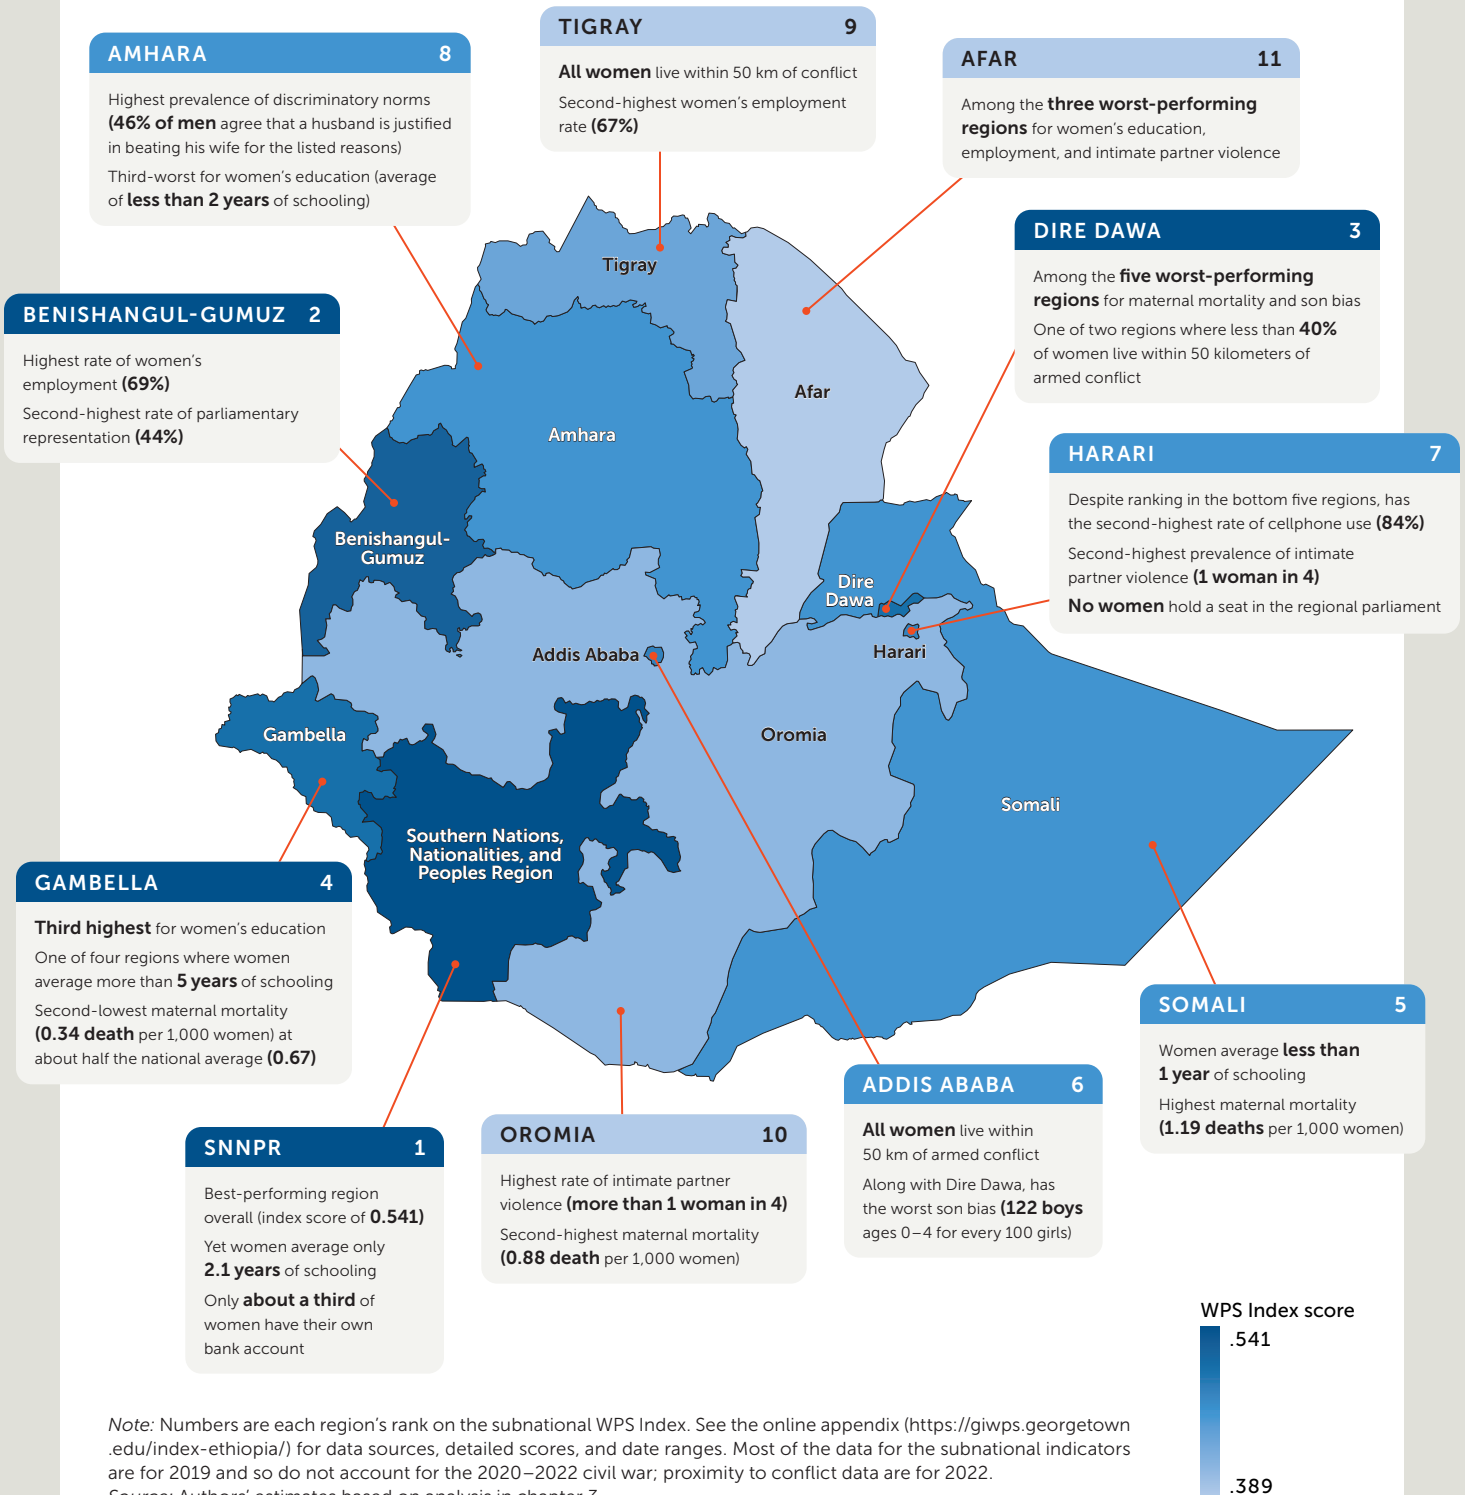 TIGRAY 9
All women live within 50 km of conflict
Second-highest women's employment
rate (67%)
AMHARA 8
Highest prevalence of discriminatory norms
(46% of men agree that a husband is justified
in beating his wife for the listed reasons)
Third-worst for women's education (average
of less than 2 years of schooling)
AFAR 11
Among the three worst-performing
regions for women's education,
employment, and intimate partner violence
DIRE DAWA 3
Among the five worst-performing
regions for maternal mortality and son bias
One of two regions where less than 40%
of women live within 50 kilometers of
armed conflict
BENISHANGUL-GUMUZ 2
Highest rate of women's
employment (69%)
Second-highest rate of parliamentary
representation (44%)
HARARI 7
Despite ranking in the bottom five regions, has
the second-highest rate of cellphone use (84%)
Second-highest prevalence of intimate
partner violence (1 woman in 4)
No women hold a seat in the regional parliament
Tigray
Afar
Amhara
Benishangul-
Gumuz
Dire
Dawa
Addis Ababa
Harari
Gambella
Oromia
Somali
Southern Nations,
Nationalities, and
Peoples Region
GAMBELLA 4
Third highest for women's education
One of four regions where women
average more than 5 years of schooling
Second-lowest maternal mortality
(0.34 death per 1,000 women) at
about half the national average (0.67)
SOMALI 5
Women average less than
1 year of schooling
Highest maternal mortality
(1.19 deaths per 1,000 women)
ADDIS ABABA 6
All women live within
50 km of armed conflict
Along with Dire Dawa, has
the worst son bias (122 boys
ages 0–4 for every 100 girls)
OROMIA 10
Highest rate of intimate partner
violence (more than 1 woman in 4)
Second-highest maternal mortality
(0.88 death per 1,000 women)
SNNPR 1
Best-performing region
overall (index score of 0.541)
Yet women average only
2.1 years of schooling
Only about a third of
women have their own
bank account
WPS Index score
.541
.389
Note: Numbers are each region's rank on the subnational WPS Index. See the online appendix (https://giwps.georgetown
.edu/index-ethiopia/) for data sources, detailed scores, and date ranges. Most of the data for the subnational indicators
are for 2019 and so do not account for the 2020–2022 civil war; proximity to conflict data are for 2022.
Source: Authors' estimates based on analysis in chapter 3.